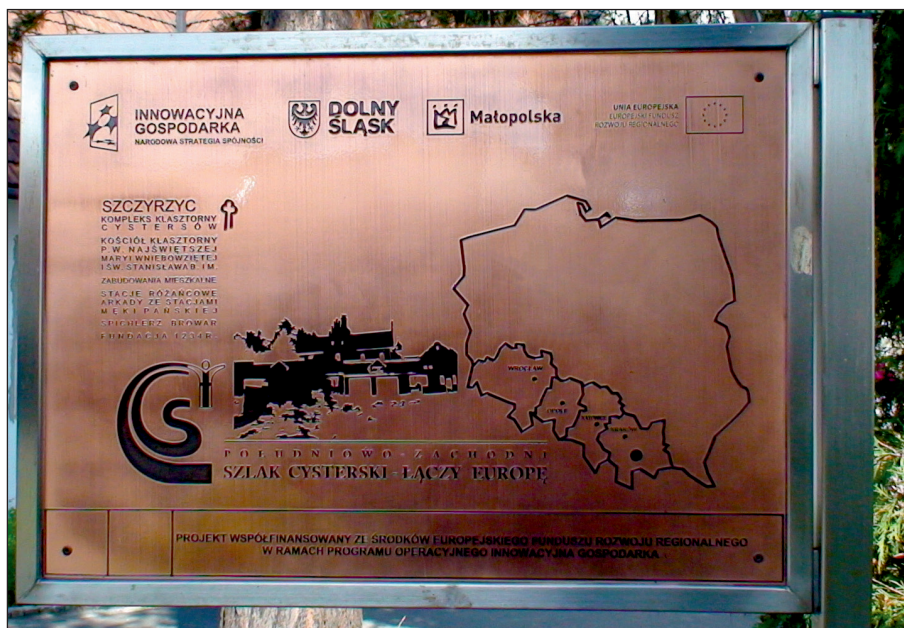 INNOWACYJNA
GOSPODARKA
NARODOWA STRATEGIA SPÓJNOŚCI
DOLNY
ŚLĄSK
Małopolska
UNIA EUROPEJSKA
EUROPEJSKI FUNDUSZ
ROZWOJU REGIONALNEGO
SZCZYRZYC
KOMPLEKS KLASZTORNY
CYSTERSÓW
KOŚCIÓŁ KLASZTORNY
P.W. NAJŚWIĘTSZEJ
MARYI WNIEBOWZIĘTEJ
I ŚW. STANISŁAWA B. I M.
ZABUDOWANIA MIESZKALNE
STACJE RÓŻAŃCOWE
ARKADY ZE STACJAMI
MĘKI PAŃSKIEJ
SPICHLERZ, BROWAR
FUNDACJA 1234 R.
WROCŁAW
OPOLE
KATOWICE
KRAKÓW
CSI
POŁUDNIOWO - ZACHODNI
SZLAK CYSTERSKI - ŁĄCZY EUROPĘ
PROJEKT WSPÓŁFINANSOWANY ZE ŚRODKÓW EUROPEJSKIEGO FUNDUSZU ROZWOJU REGIONALNEGO
W RAMACH PROGRAMU OPERACYJNEGO INNOWACYJNA GOSPODARKA